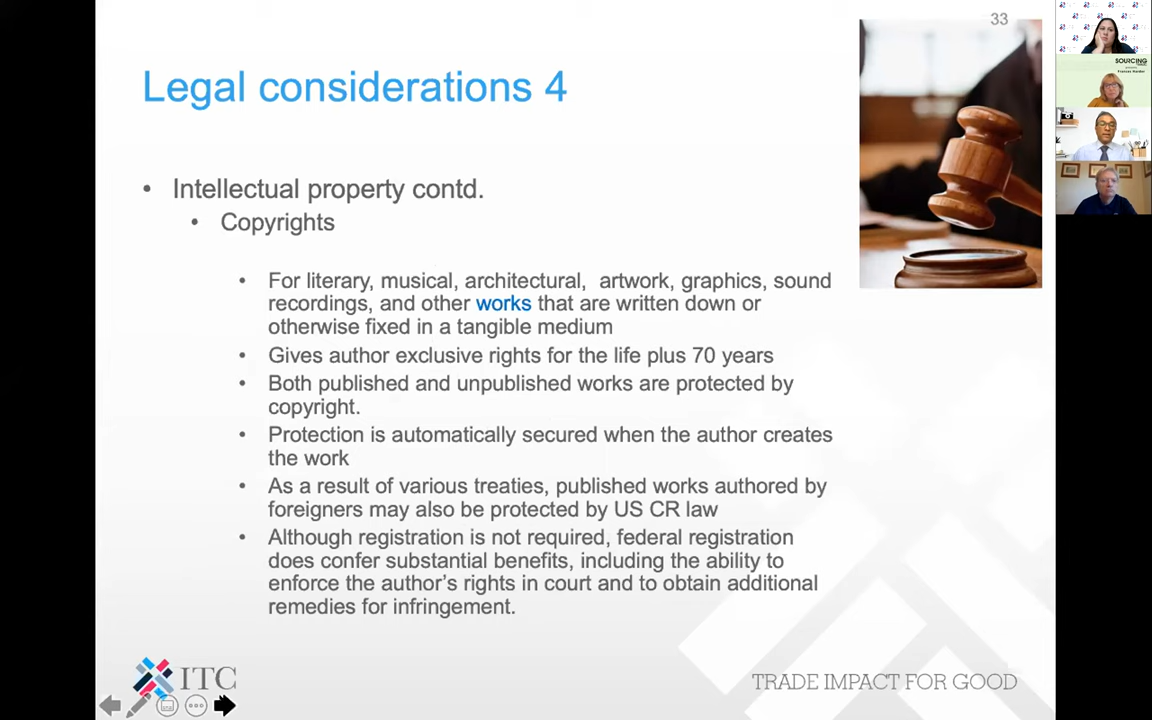 33
Legal considerations 4
• Intellectual property contd.
• Copyrights
• For literary, musical, architectural, artwork, graphics, sound
recordings, and other works that are written down or
otherwise fixed in a tangible medium
• Gives author exclusive rights for the life plus 70 years
• Both published and unpublished works are protected by
copyright.
• Protection is automatically secured when the author creates
the work
• As a result of various treaties, published works authored by
foreigners may also be protected by US CR law
• Although registration is not required, federal registration
does confer substantial benefits, including the ability to
enforce the author’s rights in court and to obtain additional
remedies for infringement.
ITC
TRADE IMPACT FOR GOOD
SOURCING